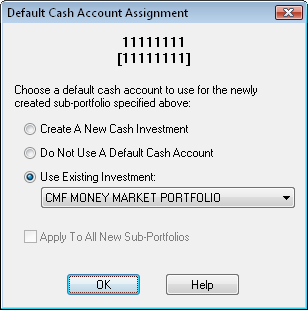 Default Cash Account Assignment
11111111
[11111111]
Choose a default cash account to use for the newly
created sub-portfolio specified above:
Create A New Cash Investment
Do Not Use A Default Cash Account
Use Existing Investment:
CMF MONEY MARKET PORTFOLIO
Apply To All New Sub-Portfolios
OK
Help